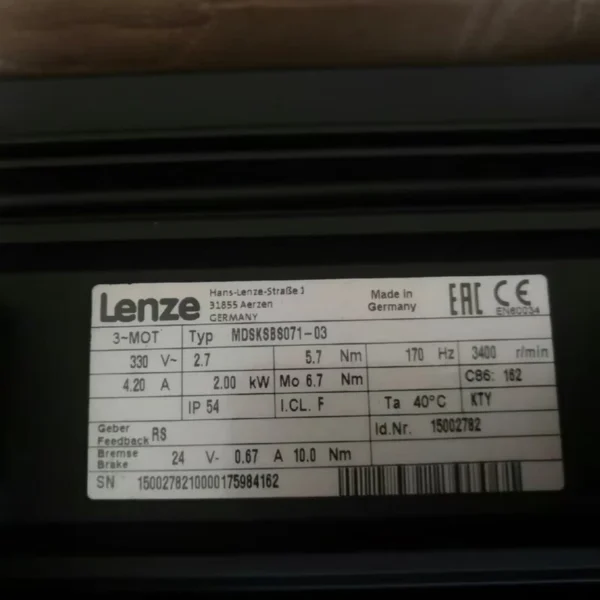 Lenze
Hans-Lenze-Straße 1
31855 Aerzen
GERMANY
Made in
Germany
EAC CE
EN60034
3~MOT Typ MDSKSBS071-03
330 V~ 2.7 5.7 Nm 170 Hz 3400 r/min
4.20 A 2.00 kW Mo 6.7 Nm C86: 162
IP 54 I.CL. F Ta 40°C KTY
Geber
Feedback RS Id.Nr. 15002782
Bremse
Brake 24 V- 0.67 A 10.0 Nm
SN 1500278210000175984162